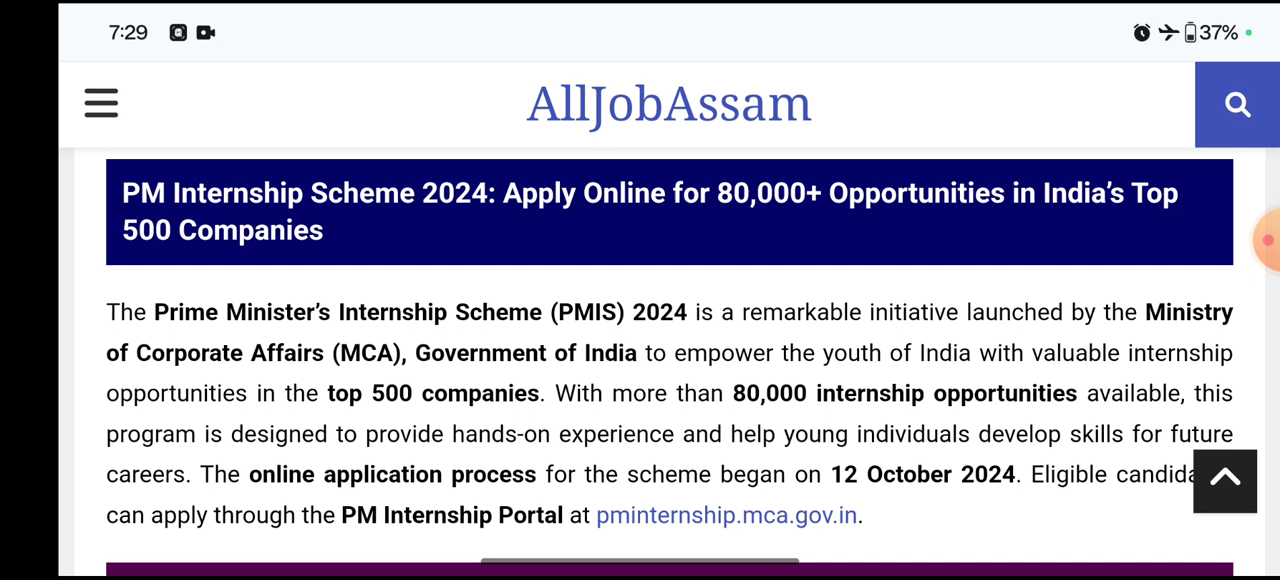 7:29
37%
AllJobAssam
PM Internship Scheme 2024: Apply Online for 80,000+ Opportunities in India’s Top
500 Companies
The Prime Minister’s Internship Scheme (PMIS) 2024 is a remarkable initiative launched by the Ministry
of Corporate Affairs (MCA), Government of India to empower the youth of India with valuable internship
opportunities in the top 500 companies. With more than 80,000 internship opportunities available, this
program is designed to provide hands-on experience and help young individuals develop skills for future
careers. The online application process for the scheme began on 12 October 2024. Eligible
can apply through the PM Internship Portal at pminternship.mca.gov.in.